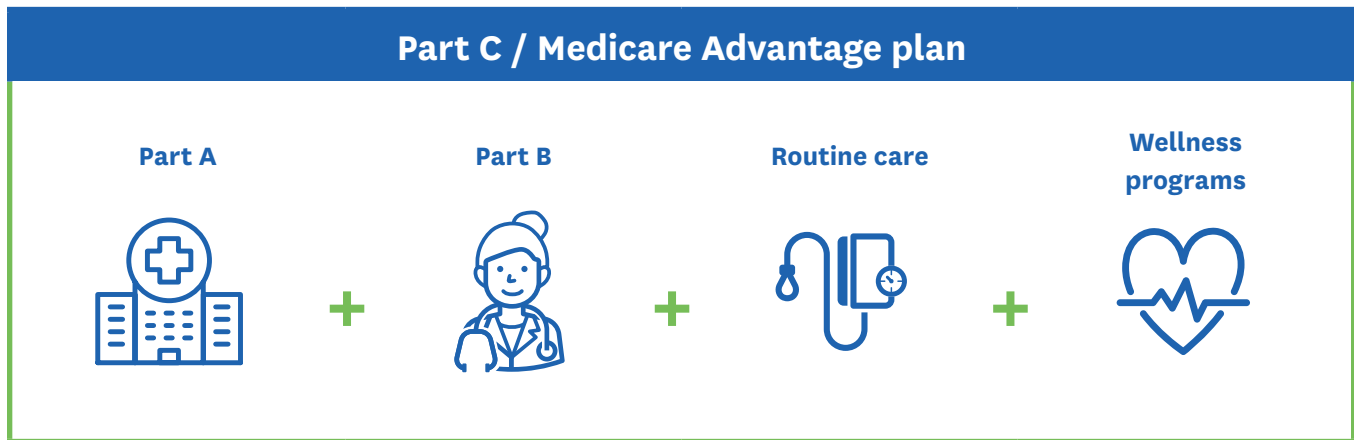 Part C / Medicare Advantage plan
Part A
Part B
Routine care
Wellness
programs